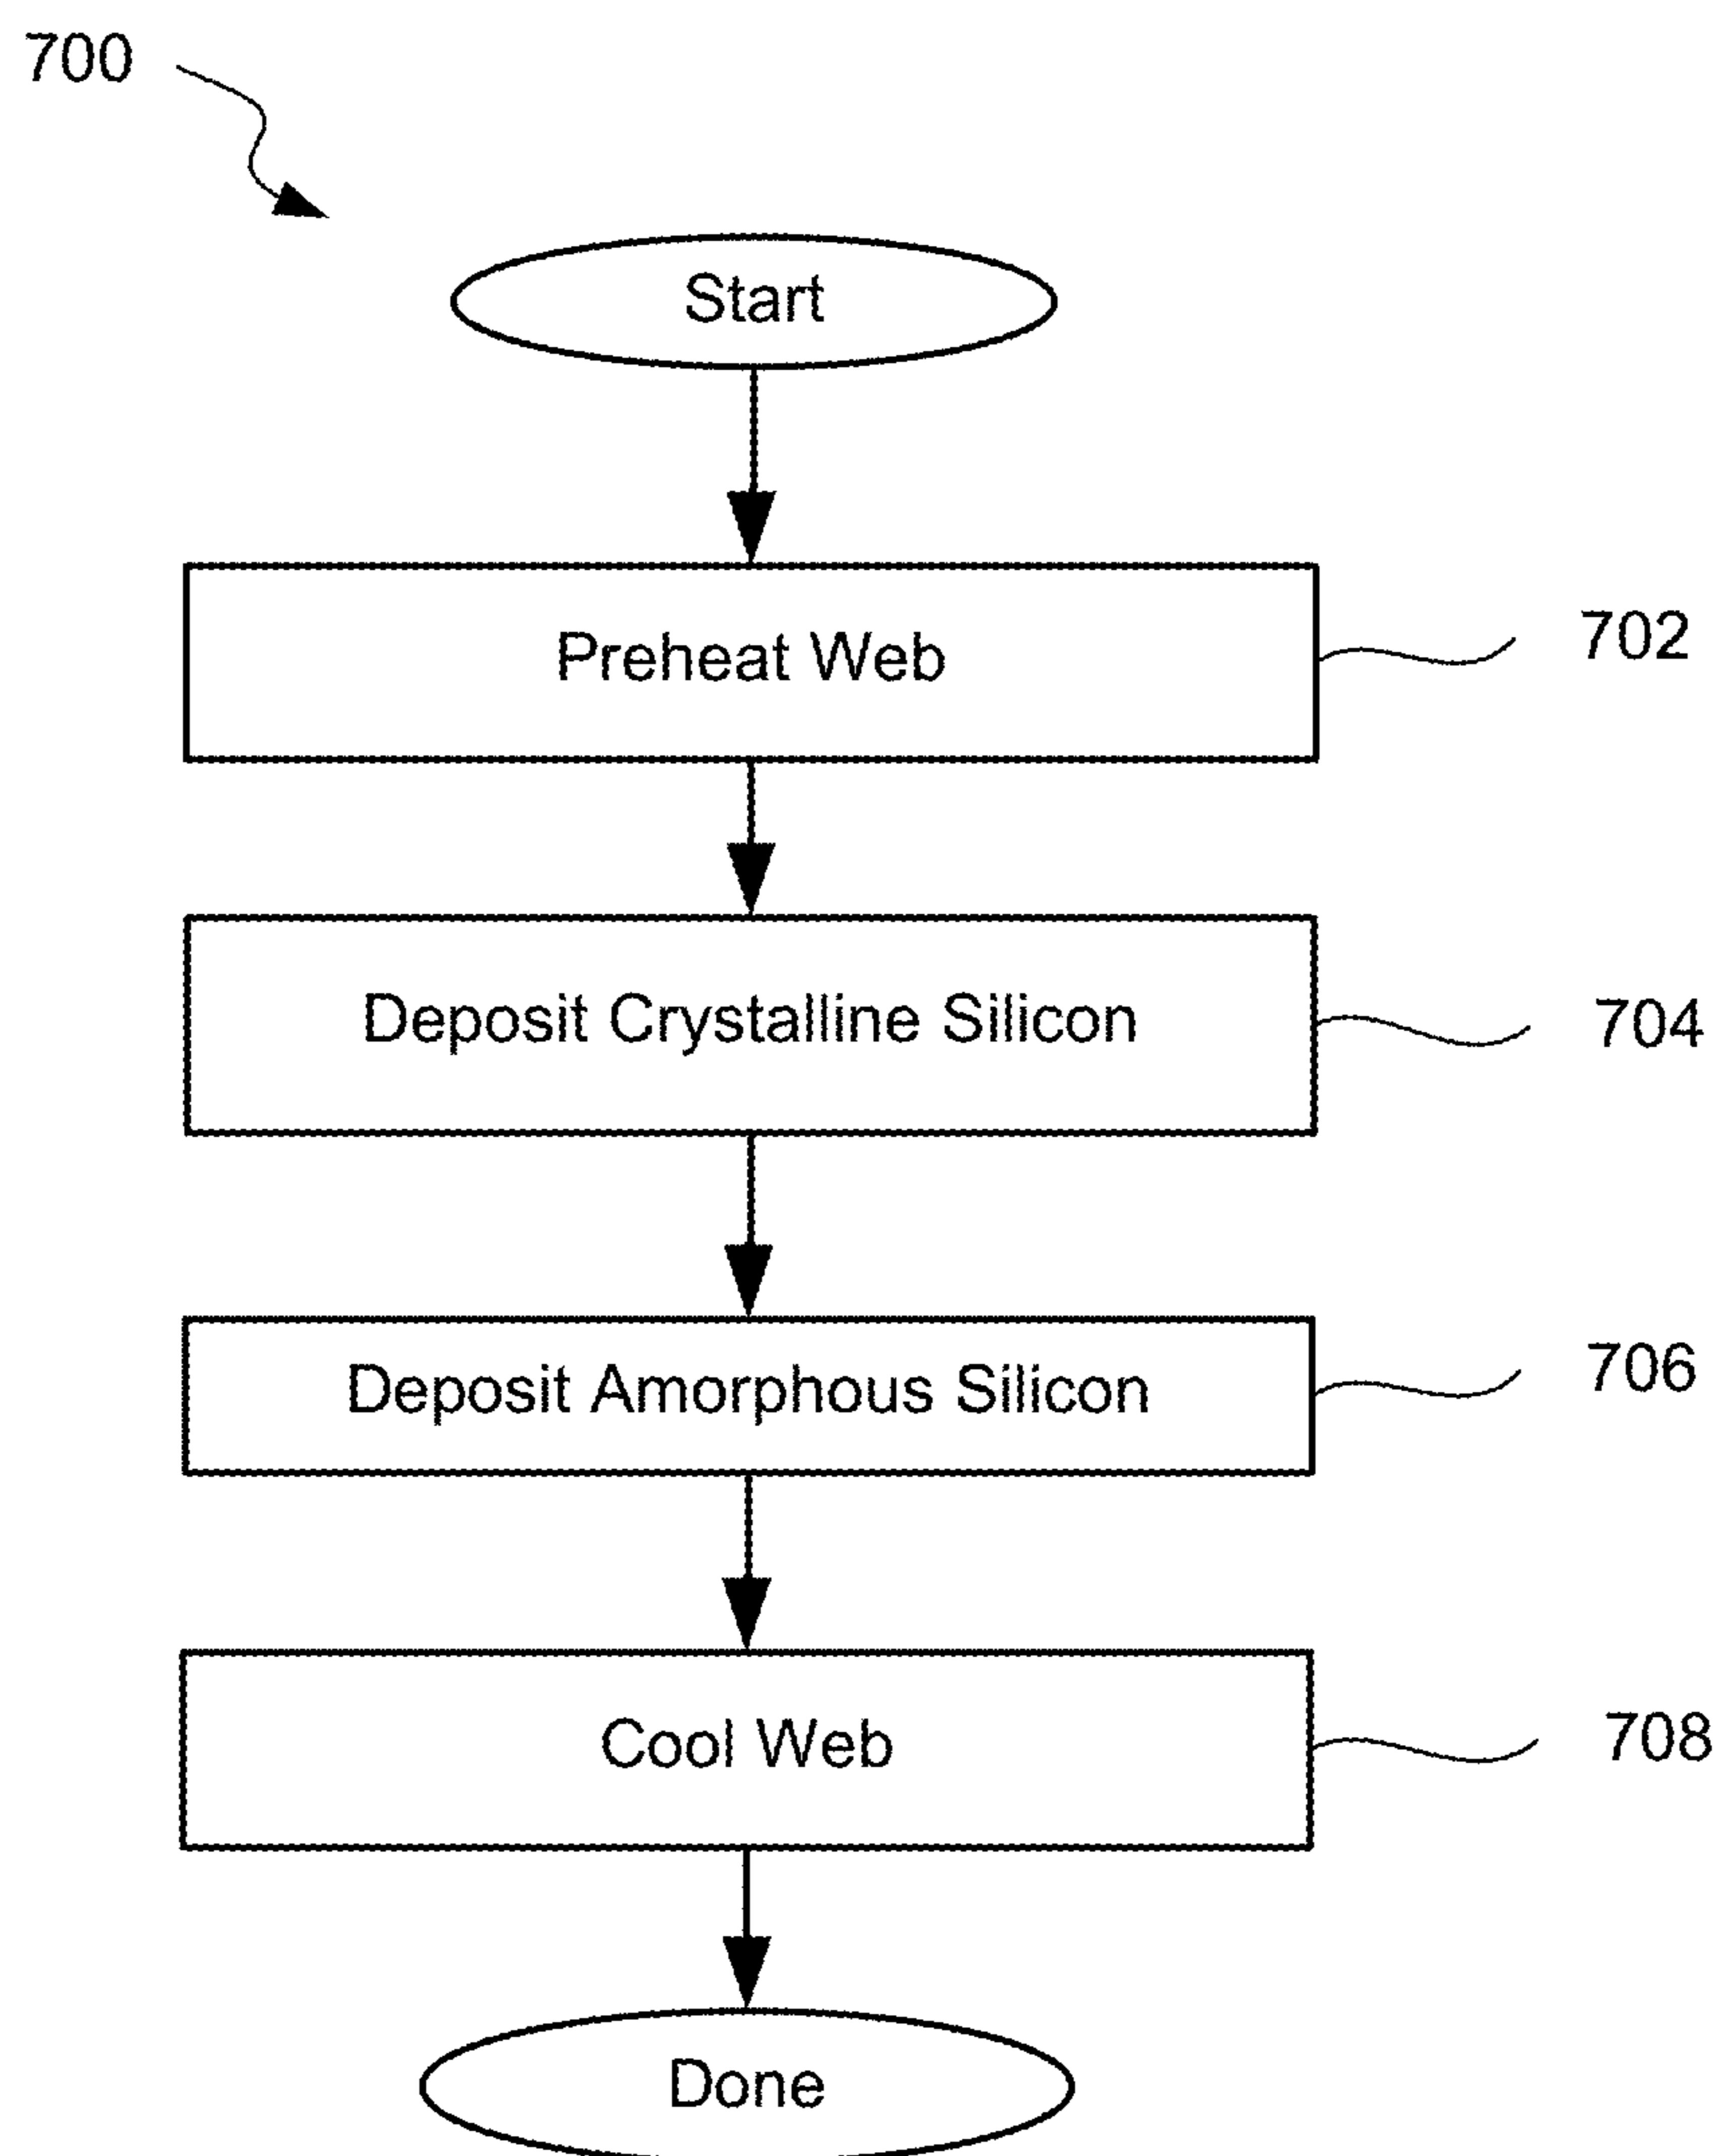 700
Start
Preheat Web
702
Deposit Crystalline Silicon
704
Deposit Amorphous Silicon
706
Cool Web
708
Done